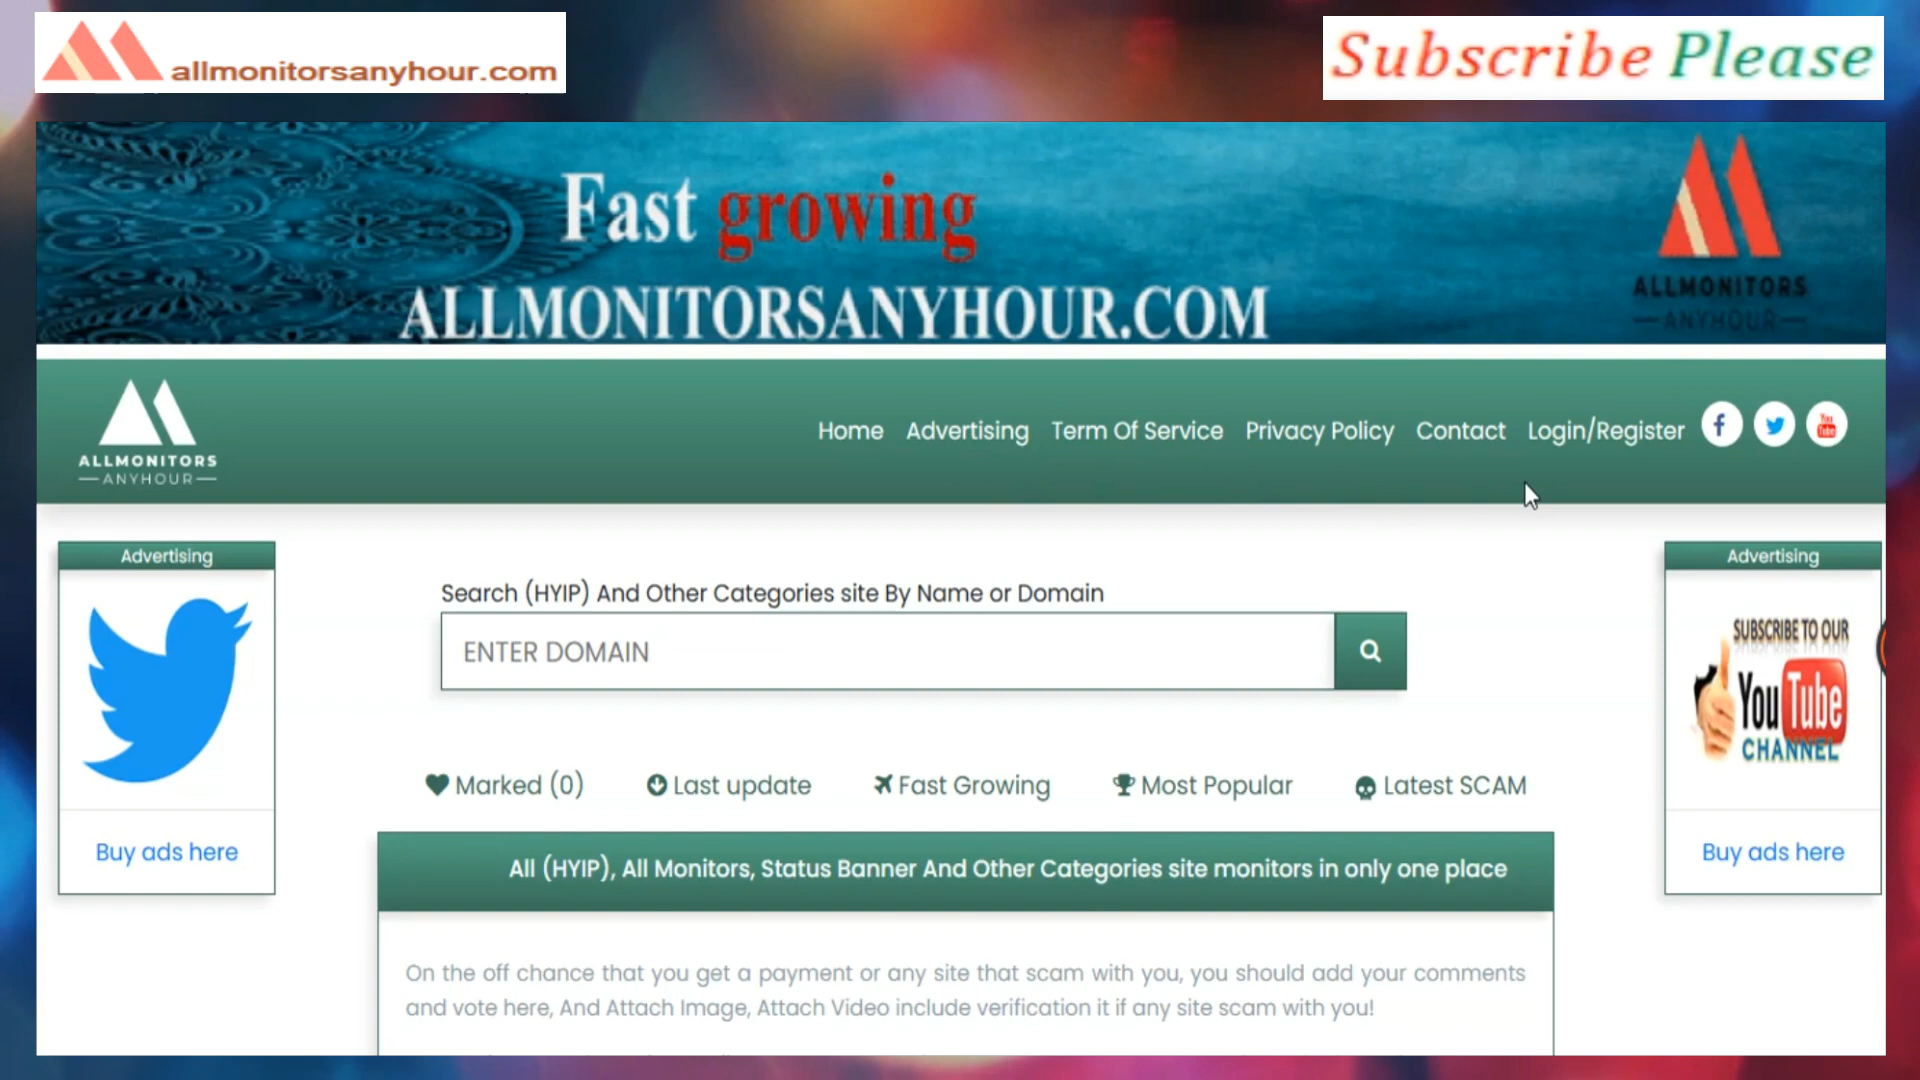 allmonitorsanyhour.com
Subscribe Please
Fast growing
ALLMONITORSANYHOUR.COM
ALLMONITORS
ANYHOUR
ALLMONITORS
ANYHOUR
Home Advertising Term Of Service Privacy Policy Contact Login/Register
You Tube
Advertising
Buy ads here
Search (HYIP) And Other Categories site By Name or Domain
ENTER DOMAIN
Marked (0) Last update Fast Growing Most Popular Latest SCAM
All (HYIP), All Monitors, Status Banner And Other Categories site monitors in only one place
On the off chance that you get a payment or any site that scam with you, you should add your comments
and vote here, And Attach Image, Attach Video include verification it if any site scam with you!
Advertising
SUBSCRIBE TO OUR
You Tube
CHANNEL
Buy ads here